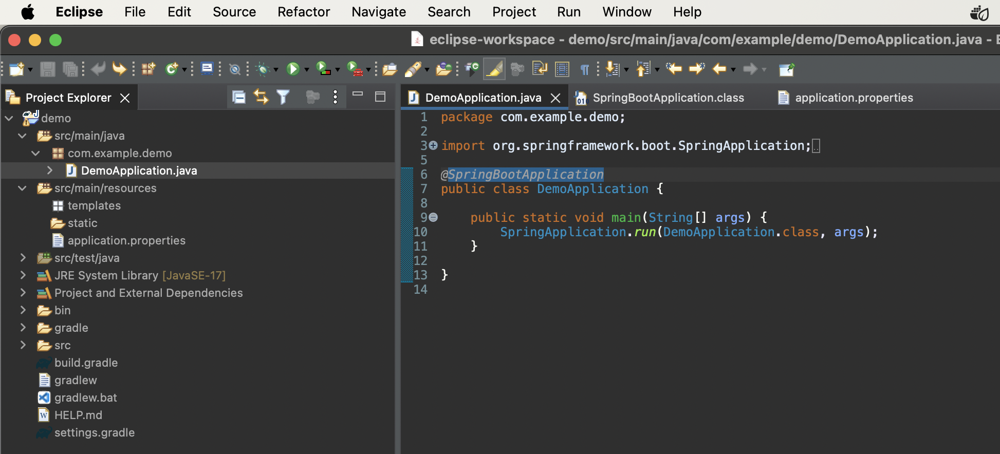 Eclipse File Edit Source Refactor Navigate Search Project Run Window Help
eclipse-workspace - demo/src/main/java/com/example/demo/DemoApplication.java -
Project Explorer
DemoApplication.java SpringBootApplication.class application.properties
demo
src/main/java
com.example.demo
DemoApplication.java
src/main/resources
templates
static
application.properties
src/test/java
JRE System Library [JavaSE-17]
Project and External Dependencies
bin
gradle
src
build.gradle
gradlew
gradlew.bat
HELP.md
settings.gradle
1 package com.example.demo;
2
3 import org.springframework.boot.SpringApplication;
5
6 @SpringBootApplication
7 public class DemoApplication {
8
9 public static void main(String[] args) {
10 SpringApplication.run(DemoApplication.class, args);
11 }
12
13 }
14